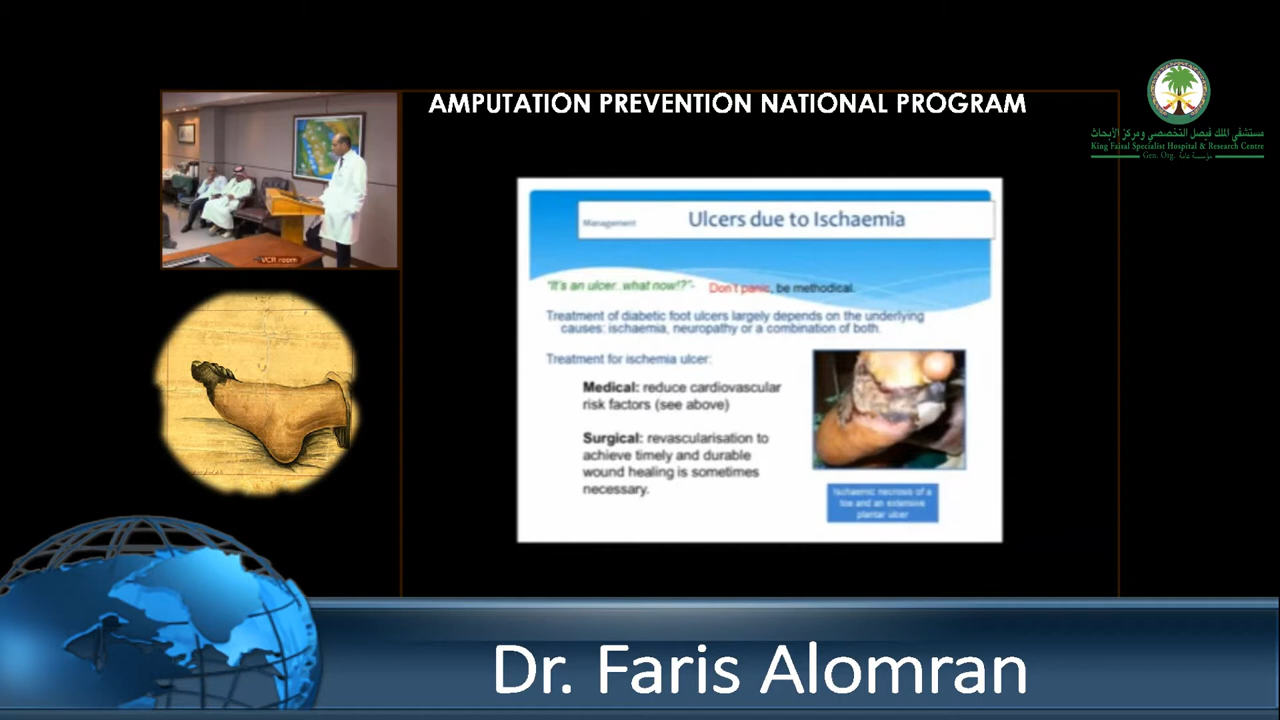 AMPUTATION PREVENTION NATIONAL PROGRAM
مستشفى الملك فيصل التخصصي ومركز الأبحاث
King Faisal Specialist Hospital & Research Centre
Gen. Org. مؤسسة عامة
VCR room
Management
Ulcers due to Ischaemia
"It's an ulcer..what now!?"- Don't panic, be methodical.
Treatment of diabetic foot ulcers largely depends on the underlying
causes: ischaemia, neuropathy or a combination of both.
Treatment for ischemia ulcer:
Medical: reduce cardiovascular
risk factors (see above)
Surgical: revascularisation to
achieve timely and durable
wound healing is sometimes
necessary.
Ischaemic necrosis of a
toe and an extensive
plantar ulcer
Dr. Faris Alomran